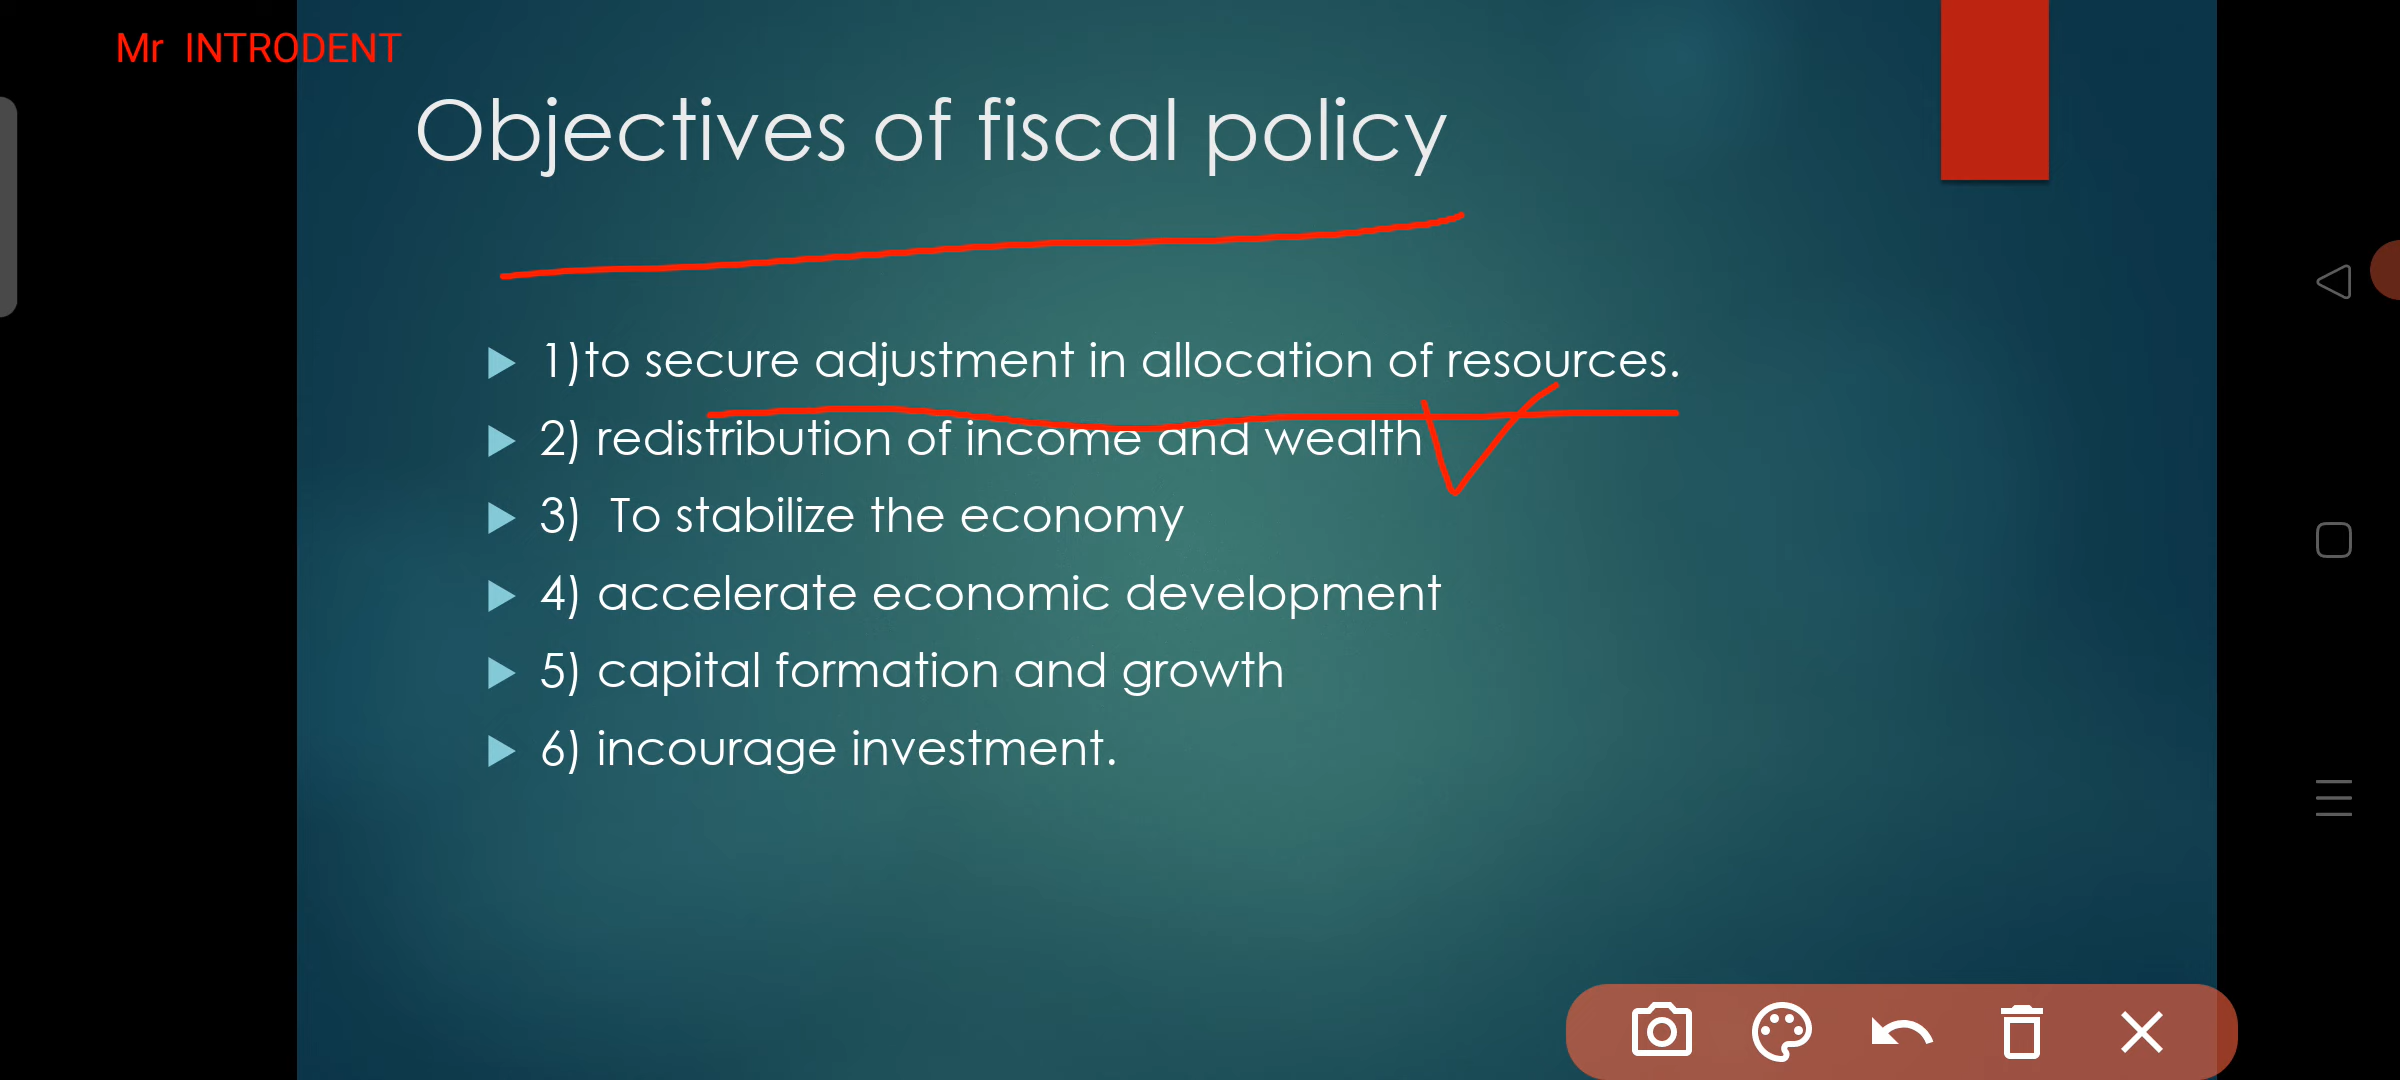 Mr INTRODENT
Objectives of fiscal policy
1)to secure adjustment in allocation of resources.
2) redistribution of income and wealth
3) To stabilize the economy
4) accelerate economic development
5) capital formation and growth
6) incourage investment.